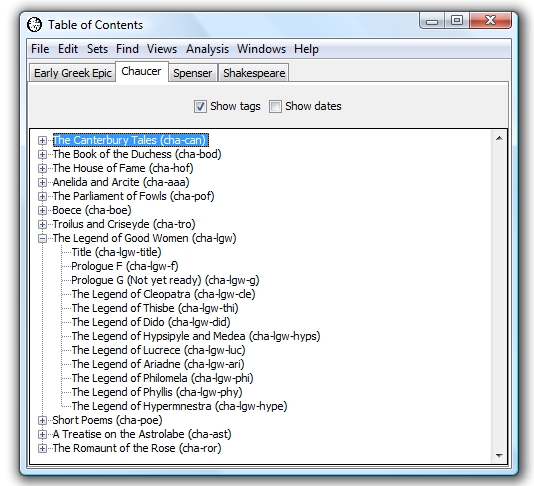 Table of Contents
File Edit Sets Find Views Analysis Windows Help
Early Greek Epic Chaucer Spenser Shakespeare
Show tags Show dates
The Canterbury Tales (cha-can)
The Book of the Duchess (cha-bod)
The House of Fame (cha-hof)
Anelida and Arcite (cha-aaa)
The Parliament of Fowls (cha-pof)
Boece (cha-boe)
Troilus and Criseyde (cha-tro)
The Legend of Good Women (cha-lgw)
Title (cha-lgw-title)
Prologue F (cha-lgw-f)
Prologue G (Not yet ready) (cha-lgw-g)
The Legend of Cleopatra (cha-lgw-cle)
The Legend of Thisbe (cha-lgw-thi)
The Legend of Dido (cha-lgw-did)
The Legend of Hypsipyle and Medea (cha-lgw-hyps)
The Legend of Lucrece (cha-lgw-luc)
The Legend of Ariadne (cha-lgw-ari)
The Legend of Philomela (cha-lgw-phi)
The Legend of Phyllis (cha-lgw-phy)
The Legend of Hypermnestra (cha-lgw-hype)
Short Poems (cha-poe)
A Treatise on the Astrolabe (cha-ast)
The Romaunt of the Rose (cha-ror)